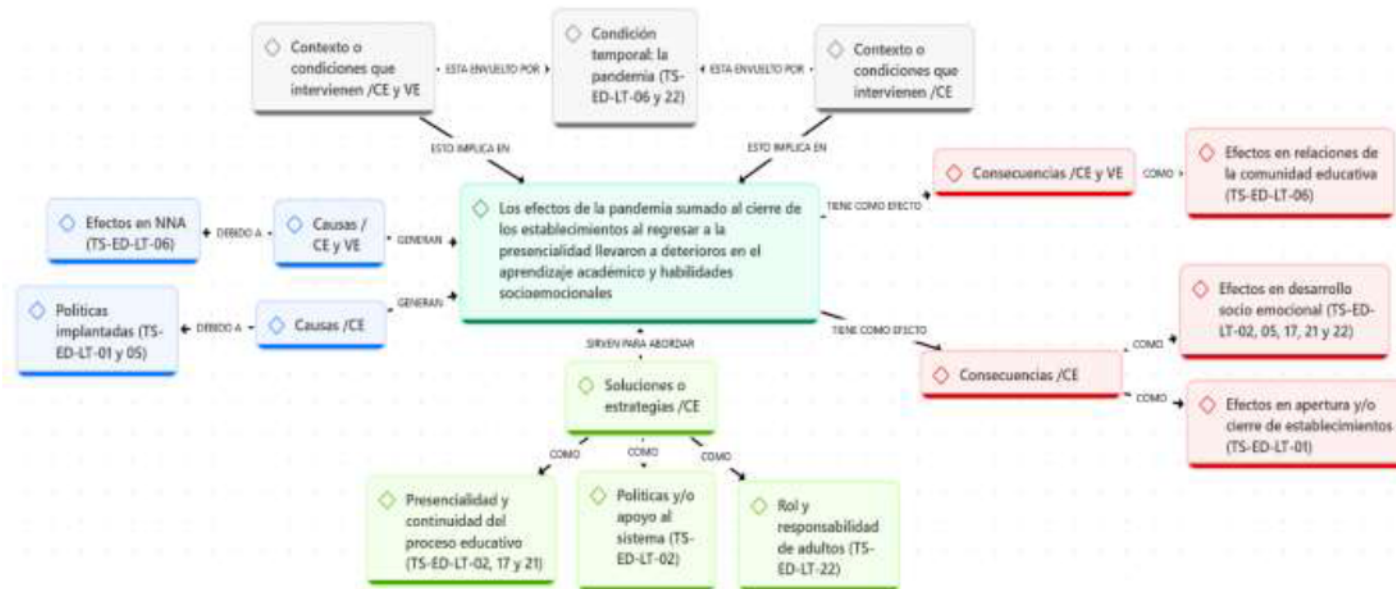 Contexto o
condiciones que
intervienen /CE y VE
ESTA ENVUELTO POR
Condición
temporal: la
pandemia (TS-
ED-LT-06 y 22)
ESTA ENVUELTO POR
Contexto o
condiciones que
intervienen /CE
ESTO IMPLICA EN
ESTO IMPLICA EN
Efectos en NNA
(TS-ED-LT-06)
DEBIDO A
Causas /
CE y VE
GENERAN
Los efectos de la pandemia sumado al cierre de
los establecimientos al regresar a la
presencialidad llevaron a deterioros en el
aprendizaje académico y habilidades
socioemocionales
TIENE COMO EFECTO
Consecuencias /CE y VE
COMO
Efectos en relaciones de
la comunidad educativa
(TS-ED-LT-06)
Politicas
implantadas (TS-
ED-LT-01 y 05)
DEBIDO A
Causas /CE
GENERAN
TIENE COMO EFECTO
Consecuencias /CE
COMO
Efectos en desarrollo
socio emocional (TS-ED-
LT-02, 05, 17, 21 y 22)
COMO
Efectos en apertura y/o
cierre de establecimientos
(TS-ED-LT-01)
SIRVEN PARA ABORDAR
Soluciones o
estrategias /CE
COMO
COMO
COMO
Presencialidad y
continuidad del
proceso educativo
(TS-ED-LT-02, 17 y 21)
Politicas y/o
apoyo al
sistema (TS-
ED-LT-02)
Rol y
responsabilidad
de adultos (TS-
ED-LT-22)